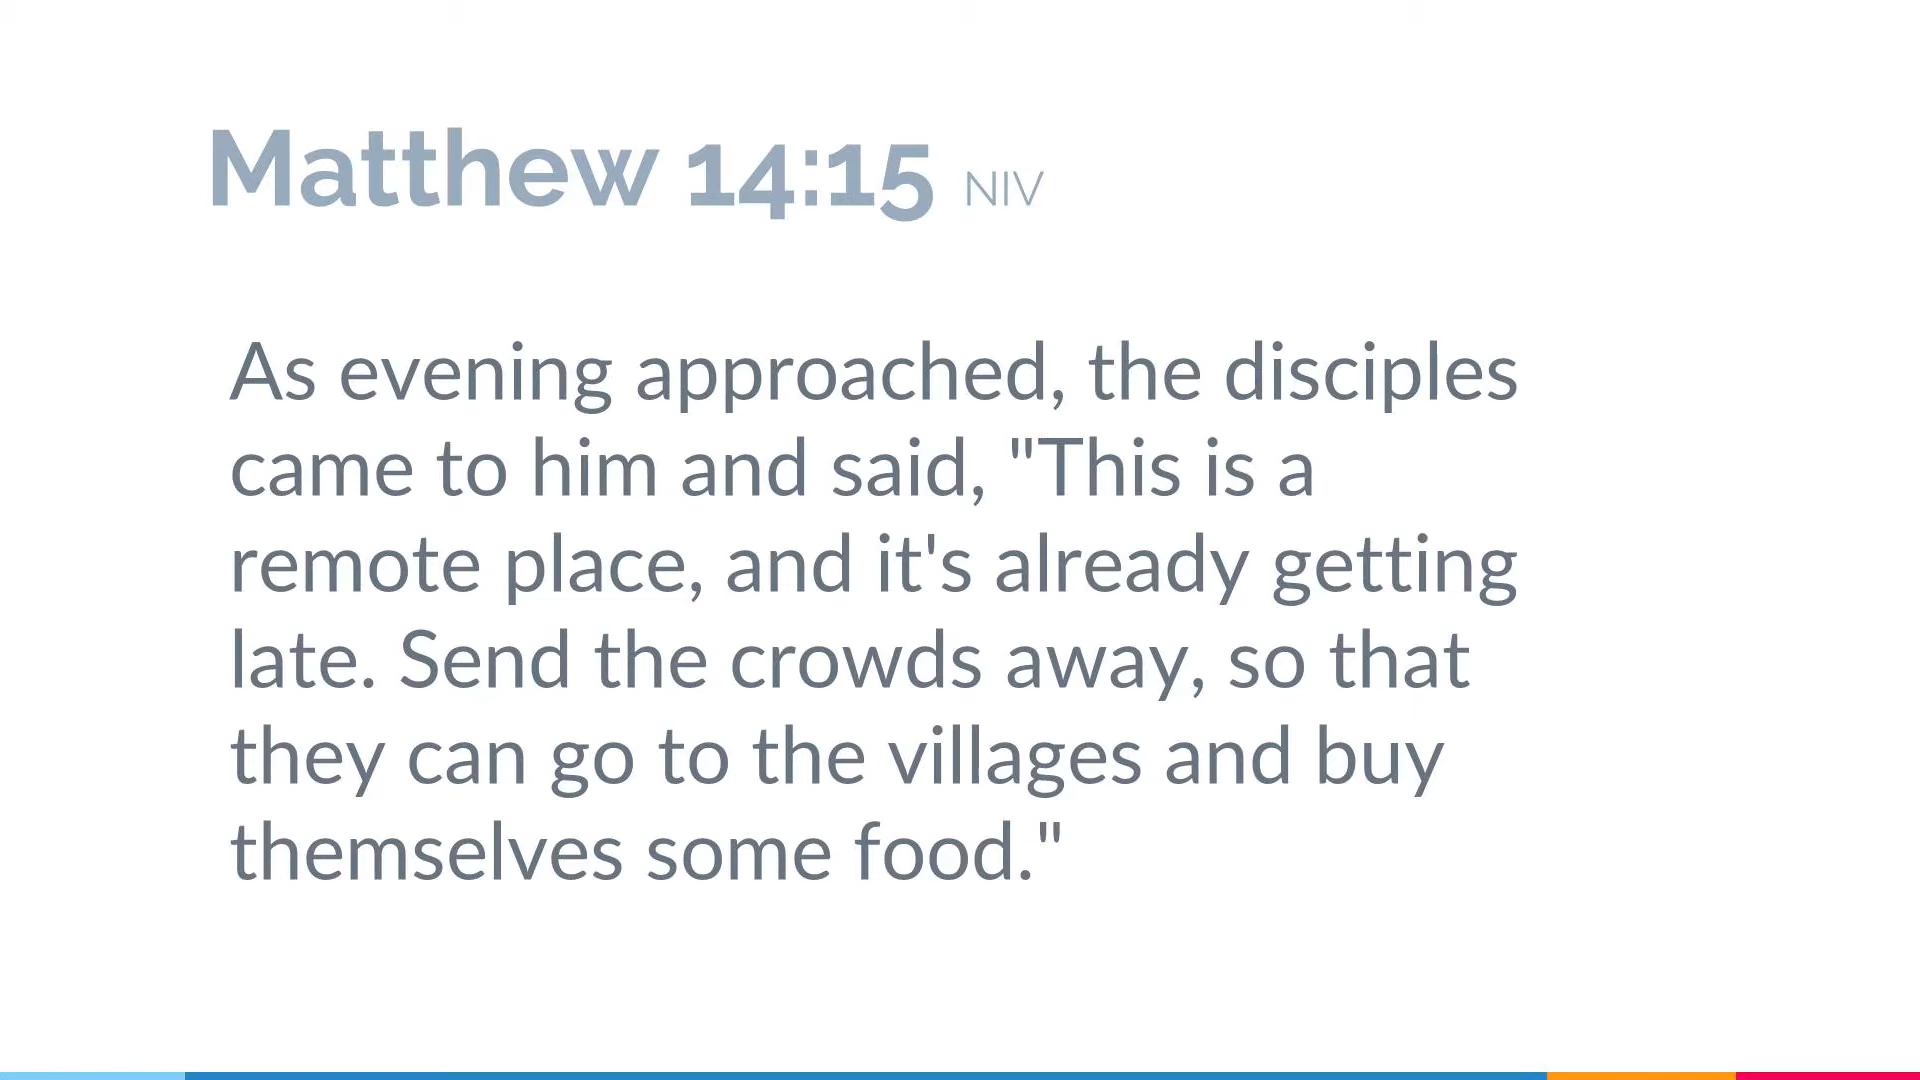 Matthew 14:15 NIV
As evening approached, the disciples
came to him and said, "This is a
remote place, and it's already getting
late. Send the crowds away, so that
they can go to the villages and buy
themselves some food."